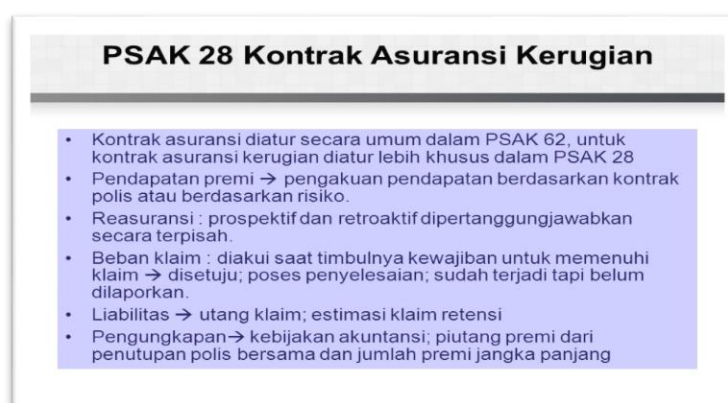 PSAK 28 Kontrak Asuransi Kerugian
• Kontrak asuransi diatur secara umum dalam PSAK 62, untuk
kontrak asuransi kerugian diatur lebih khusus dalam PSAK 28
• Pendapatan premi → pengakuan pendapatan berdasarkan kontrak
polis atau berdasarkan risiko.
• Reasuransi : prospektif dan retroaktif dipertanggungjawabkan
secara terpisah.
• Beban klaim : diakui saat timbulnya kewajiban untuk memenuhi
klaim → disetuju; poses penyelesaian; sudah terjadi tapi belum
dilaporkan.
• Liabilitas → utang klaim; estimasi klaim retensi
• Pengungkapan→ kebijakan akuntansi; piutang premi dari
penutupan polis bersama dan jumlah premi jangka panjang